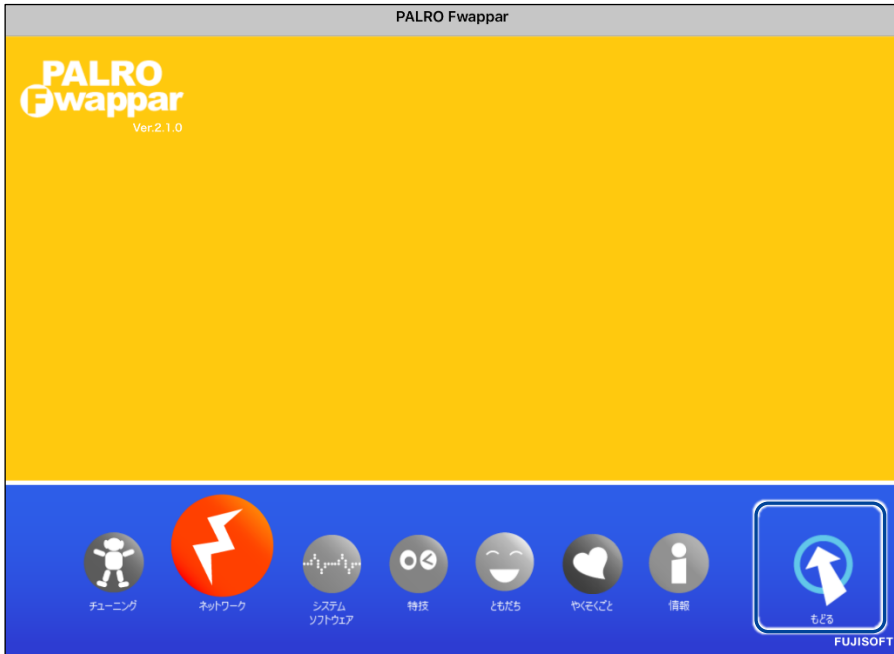 PALRO Fwappar
PALRO
Fwappar
Ver.2.1.0
チューニング
ネットワーク
システム
ソフトウェア
特技
ともだち
やくそくごと
情報
もどる
FUJISOFT